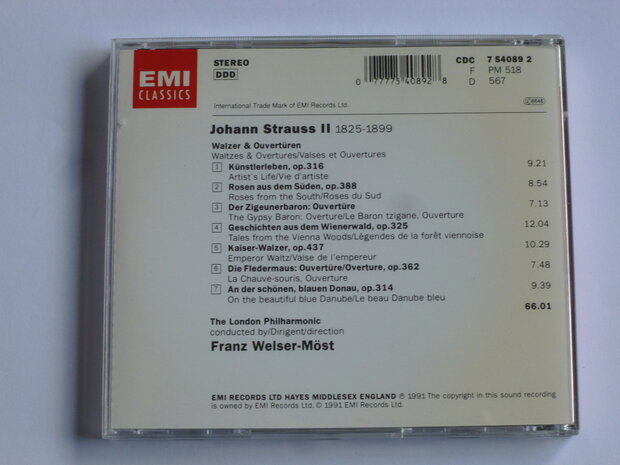 EMI
CLASSICS
STEREO
DDD
0 77775 40892 8
CDC 7 54089 2
F PM 518
D 567
International Trade Mark of EMI Records Ltd.
Johann Strauss II 1825-1899
Walzer & Ouvertüren
Waltzes & Overtures/Valses et Ouvertures
1 Künstlerleben, op.316 9.21
Artist's Life/Vie d'artiste
2 Rosen aus dem Süden, op.388 8.54
Roses from the South/Roses du Sud
3 Der Zigeunerbaron: Ouvertüre 7.13
The Gypsy Baron: Overture/Le Baron tzigane, Ouverture
4 Geschichten aus dem Wienerwald, op.325 12.04
Tales from the Vienna Woods/Légendes de la forêt viennoise
5 Kaiser-Walzer, op.437 10.29
Emperor Waltz/Valse de l'empereur
6 Die Fledermaus: Ouvertüre/Overture, op.362 7.48
La Chauve-souris, Ouverture
7 An der schönen, blauen Donau, op.314 9.39
On the beautiful blue Danube/Le beau Danube bleu
66.01
The London Philharmonic
conducted by/Dirigent/direction
Franz Welser-Möst
EMI RECORDS LTD HAYES MIDDLESEX ENGLAND ℗ 1991 The copyright in this sound recording
is owned by EMI Records Ltd. © 1991 EMI Records Ltd.